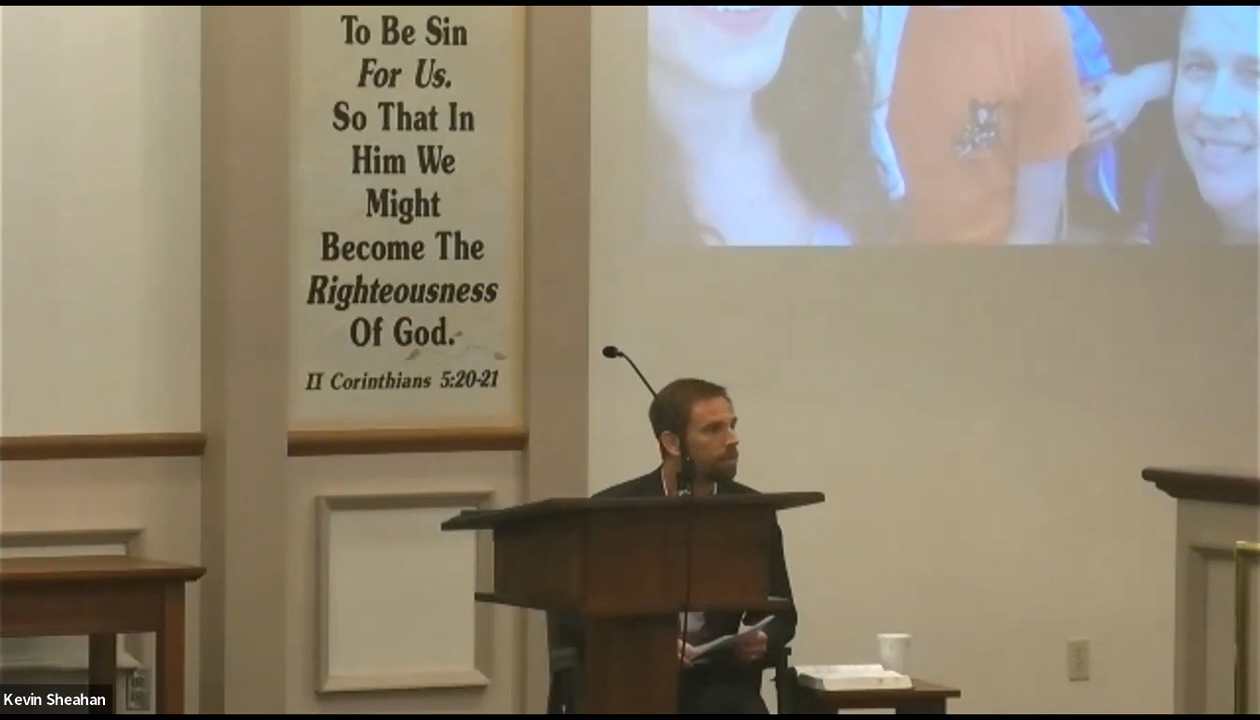 To Be Sin
For Us.
So That In
Him We
Might
Become The
Righteousness
Of God.
II Corinthians 5:20-21
Kevin Sheahan